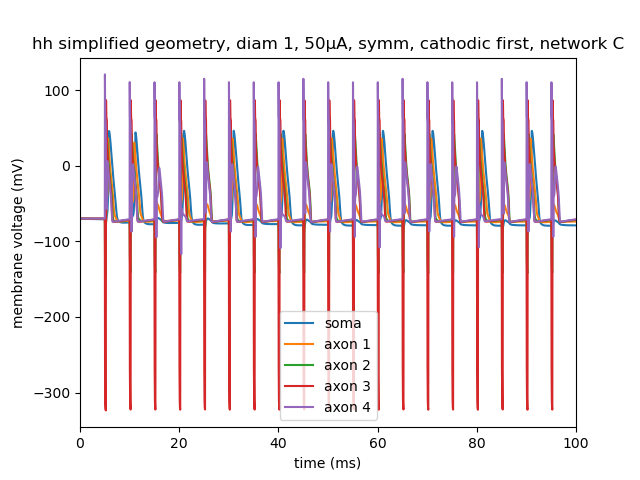 hh simplified geometry, diam 1, 50μA, symm, cathodic first, network C
membrane voltage (mV)
100
0
−100
−200
−300
soma
axon 1
axon 2
axon 3
axon 4
0 20 40 60 80 100
time (ms)